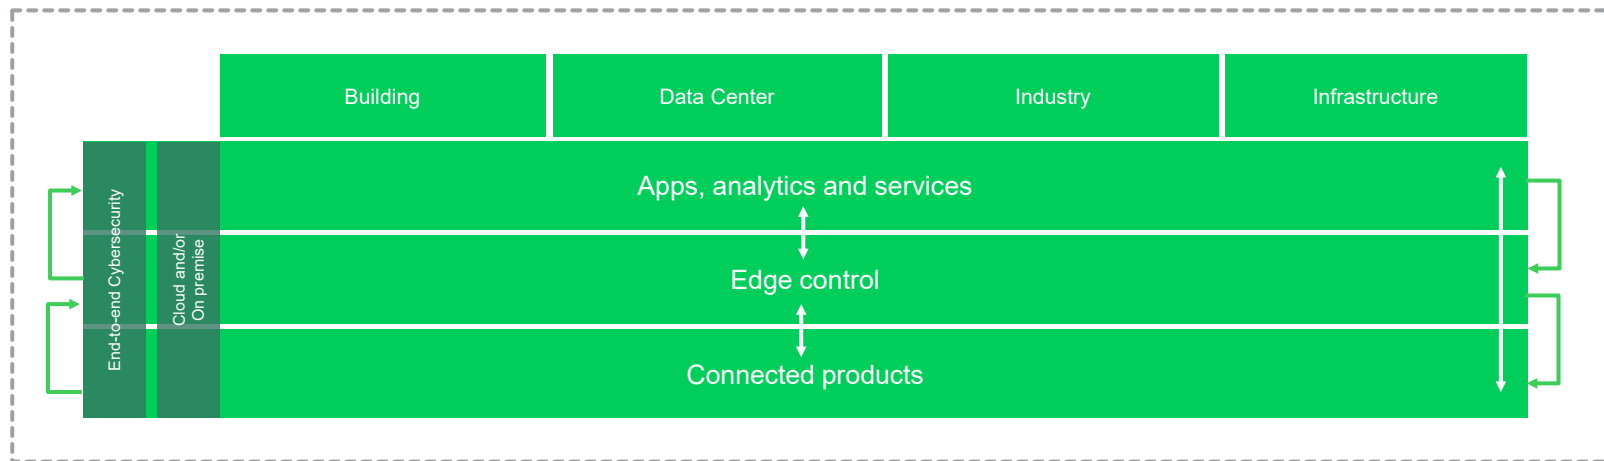 Building
Data Center
Industry
Infrastructure
End-to-end Cybersecurity
Cloud and/or
On premise
Apps, analytics and services
Edge control
Connected products